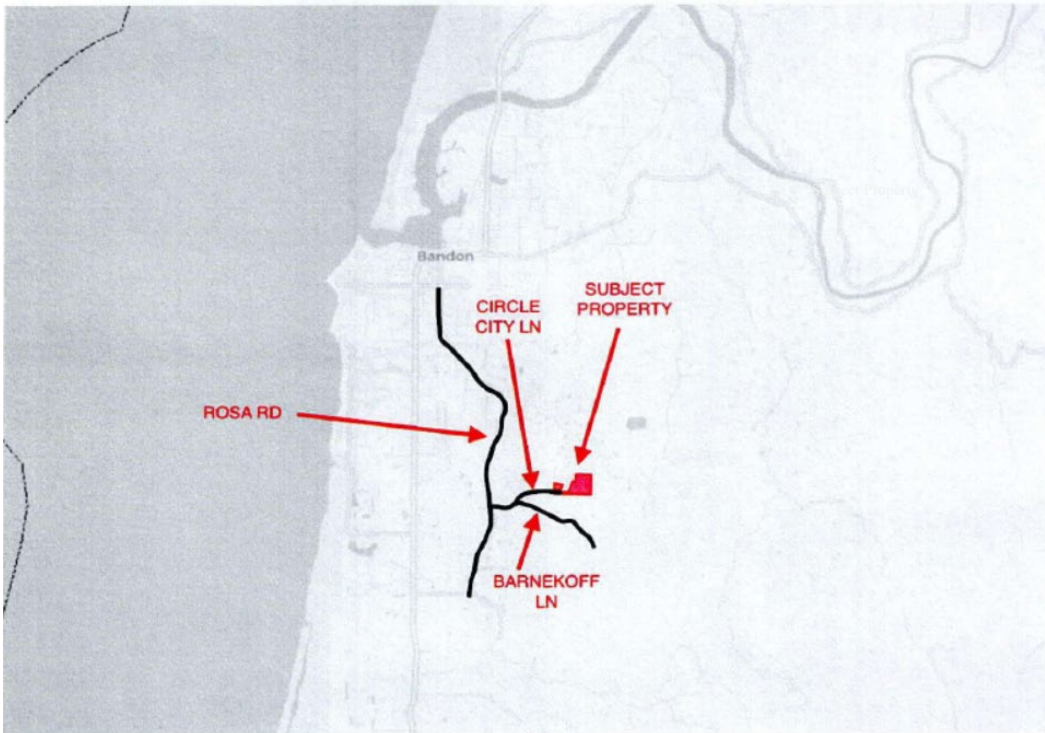 Bandon
SUBJECT
PROPERTY
CIRCLE
CITY LN
ROSA RD
BARNEKOFF
LN